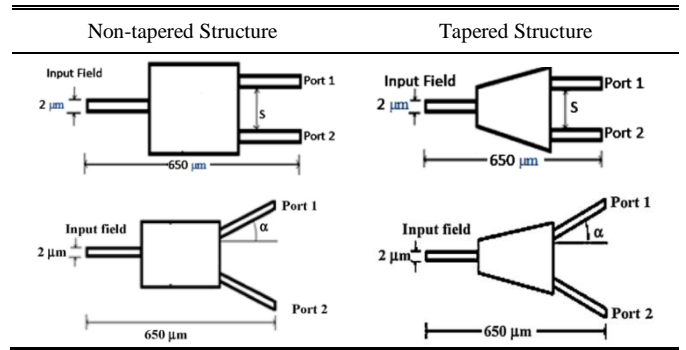 Non-tapered Structure
Tapered Structure
Input Field
Port 1
2 μm
S
Port 2
650 μm
Input Field
Port 1
2 μm
S
Port 2
650 μm
Input field
Port 1
α
2 μm
Port 2
650 μm
Input field
Port 1
α
2 μm
Port 2
650 μm